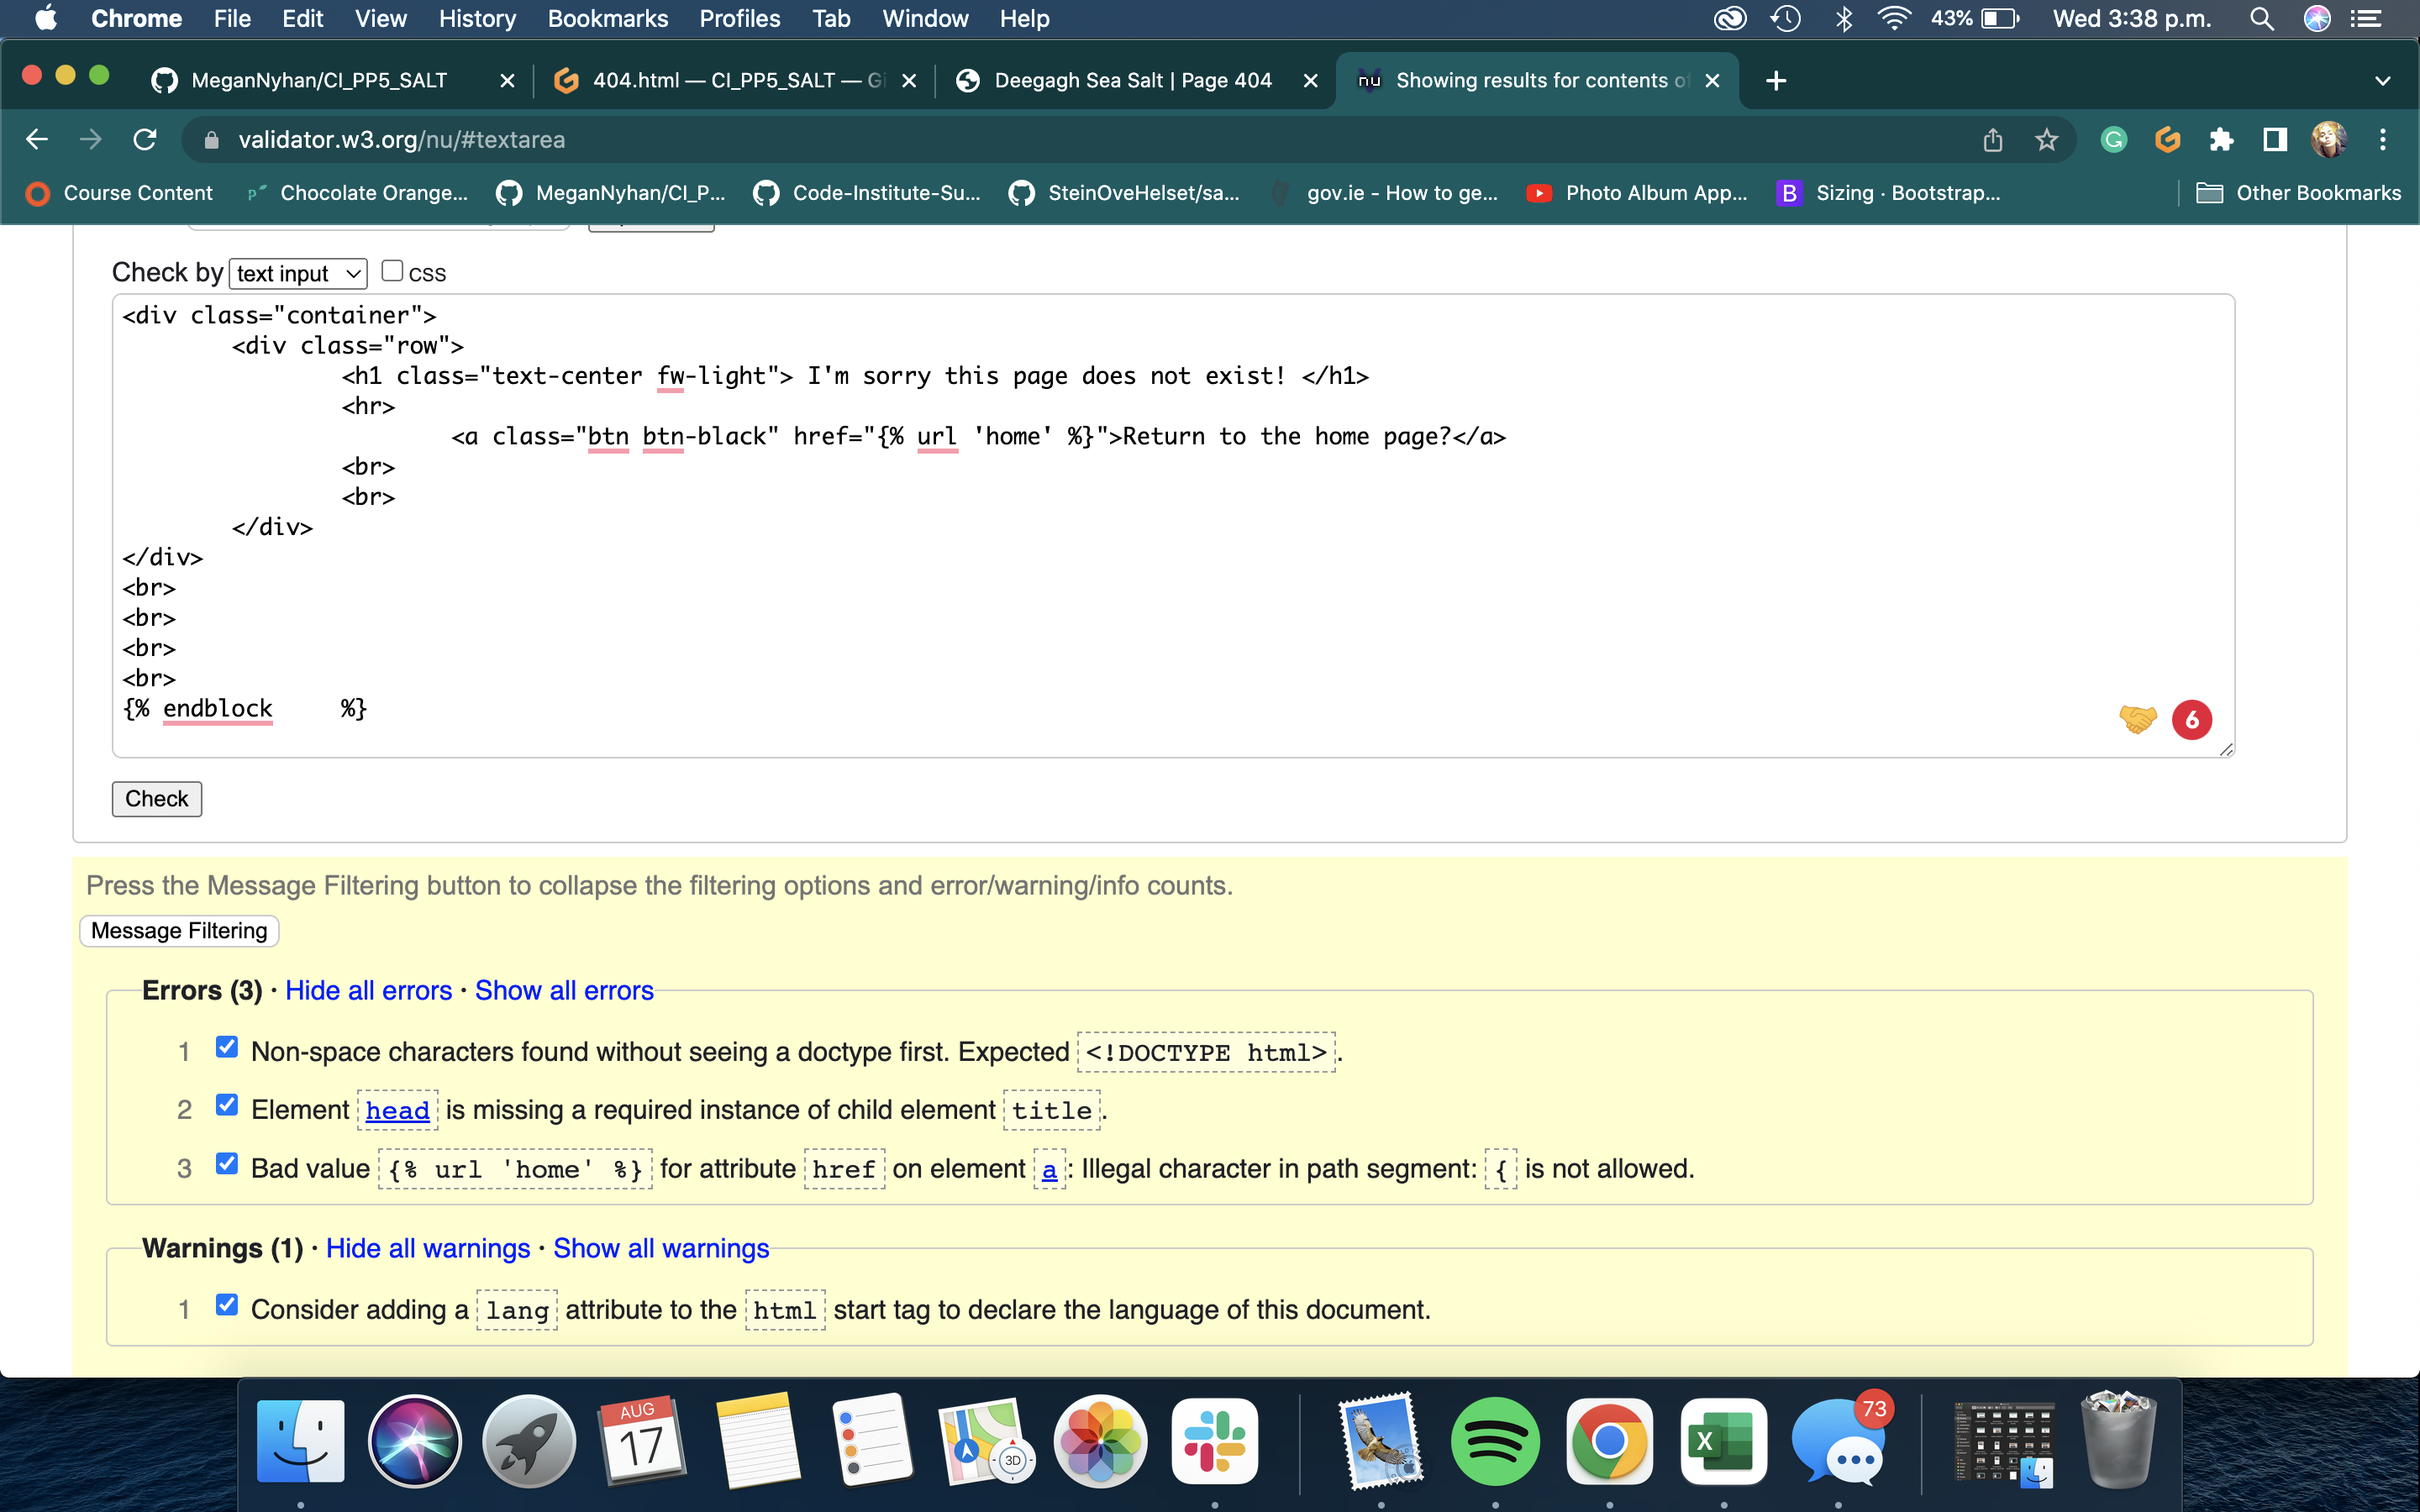 Chrome File Edit View History Bookmarks Profiles Tab Window Help 43% Wed 3:38 p.m.
MeganNyhan/CI_PP5_SALT 404.html — CI_PP5_SALT — Gi Deegagh Sea Salt | Page 404 nu Showing results for contents of
validator.w3.org/nu/#textarea
Course Content Chocolate Orange... MeganNyhan/CI_P... Code-Institute-Su... SteinOveHelset/sa... gov.ie - How to ge... Photo Album App... B Sizing · Bootstrap... Other Bookmarks
Check by text input CSS
<div class="container">
<div class="row">
<h1 class="text-center fw-light"> I'm sorry this page does not exist! </h1>
<hr>
<a class="btn btn-black" href="{% url 'home' %}">Return to the home page?</a>
<br>
<br>
</div>
</div>
<br>
<br>
<br>
<br>
{% endblock %}
6
Check
Press the Message Filtering button to collapse the filtering options and error/warning/info counts.
Message Filtering
Errors (3) · Hide all errors · Show all errors
1 Non-space characters found without seeing a doctype first. Expected <!DOCTYPE html>.
2 Element head is missing a required instance of child element title.
3 Bad value {% url 'home' %} for attribute href on element a: Illegal character in path segment: { is not allowed.
Warnings (1) · Hide all warnings · Show all warnings
1 Consider adding a lang attribute to the html start tag to declare the language of this document.
AUG
17
3D
X
73